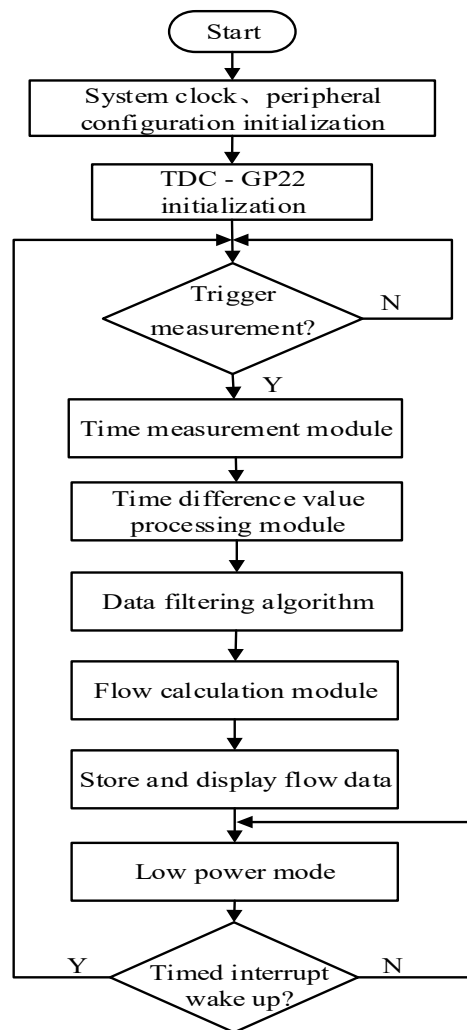 Start
System clock、peripheral
configuration initialization
TDC - GP22
initialization
Trigger
measurement?
N
Y
Time measurement module
Time difference value
processing module
Data filtering algorithm
Flow calculation module
Store and display flow data
Low power mode
Y
Timed interrupt
wake up?
N